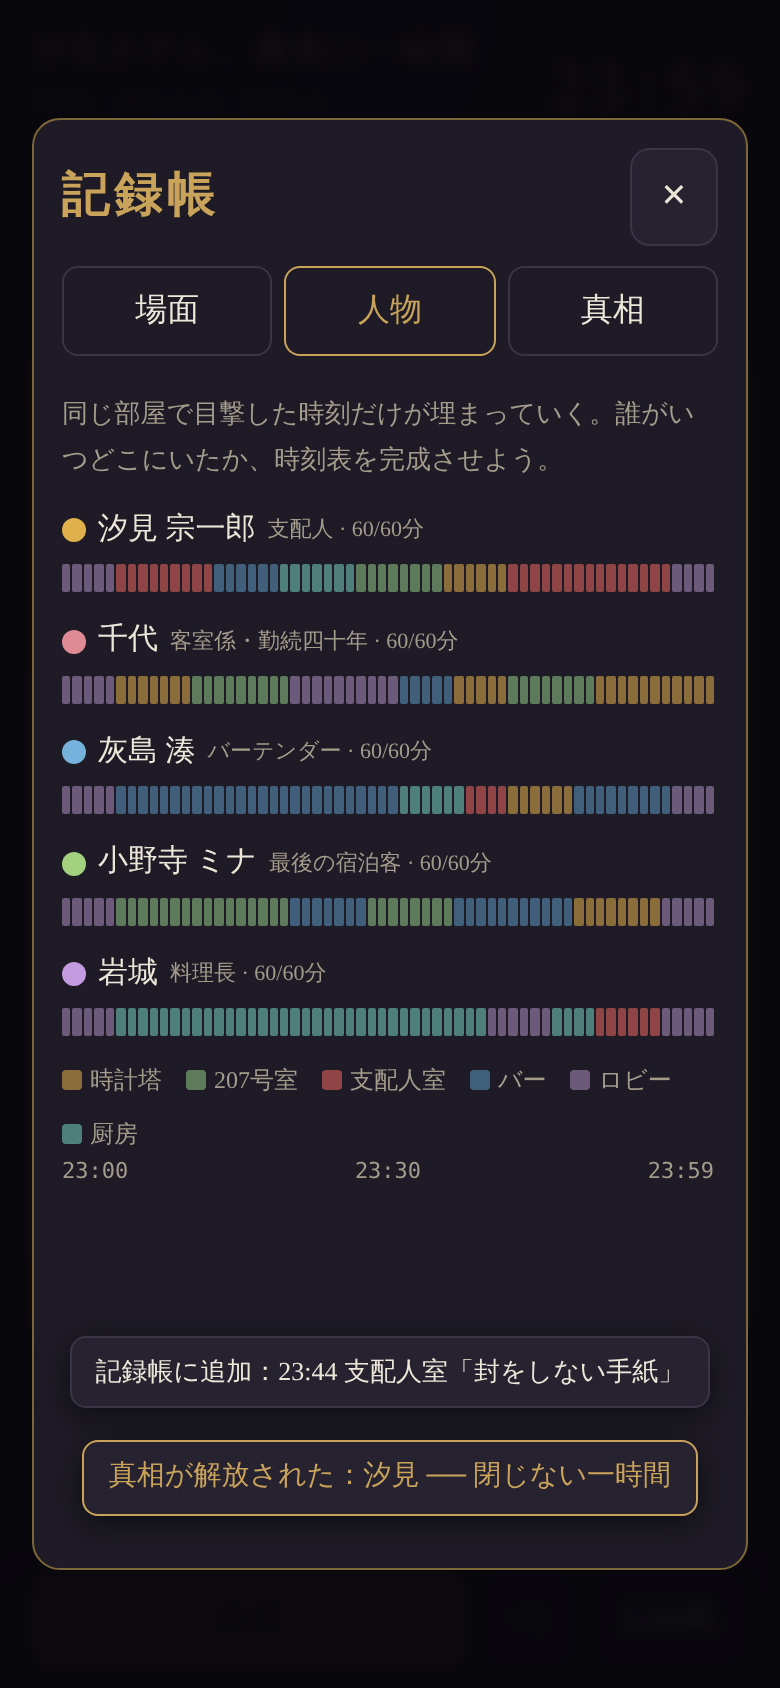 記録帳
✕
場面
人物
真相
同じ部屋で目撃した時刻だけが埋まっていく。誰がい
つどこにいたか、時刻表を完成させよう。
汐見 宗一郎 支配人 · 60/60分
千代 客室係・勤続四十年 · 60/60分
灰島 湊 バーテンダー · 60/60分
小野寺 ミナ 最後の宿泊客 · 60/60分
岩城 料理長 · 60/60分
時計塔 207号室 支配人室 バー ロビー
厨房
23:00 23:30 23:59
記録帳に追加：23:44 支配人室「封をしない手紙」
真相が解放された：汐見 ── 閉じない一時間